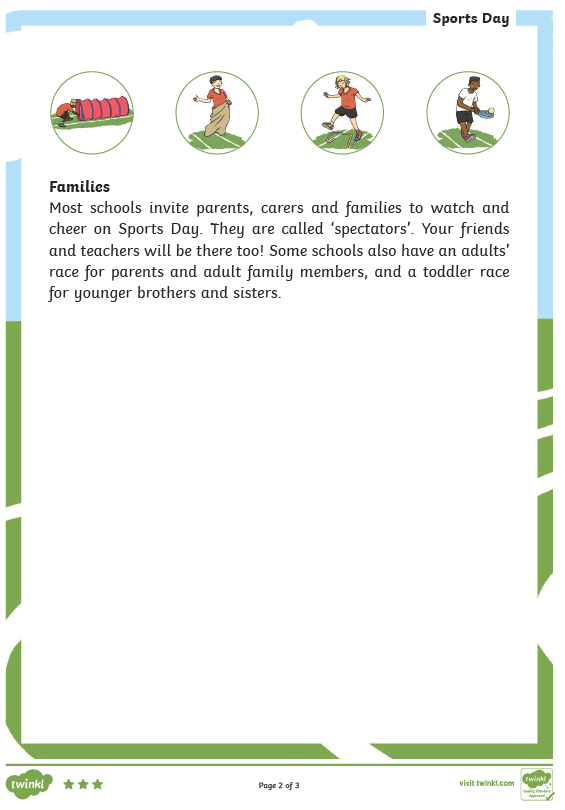 Sports Day
Families
Most schools invite parents, carers and families to watch and
cheer on Sports Day. They are called ‘spectators’. Your friends
and teachers will be there too! Some schools also have an adults’
race for parents and adult family members, and a toddler race
for younger brothers and sisters.
twinkl
Page 2 of 3
visit twinkl.com
twinkl
Quality Standard
Approved